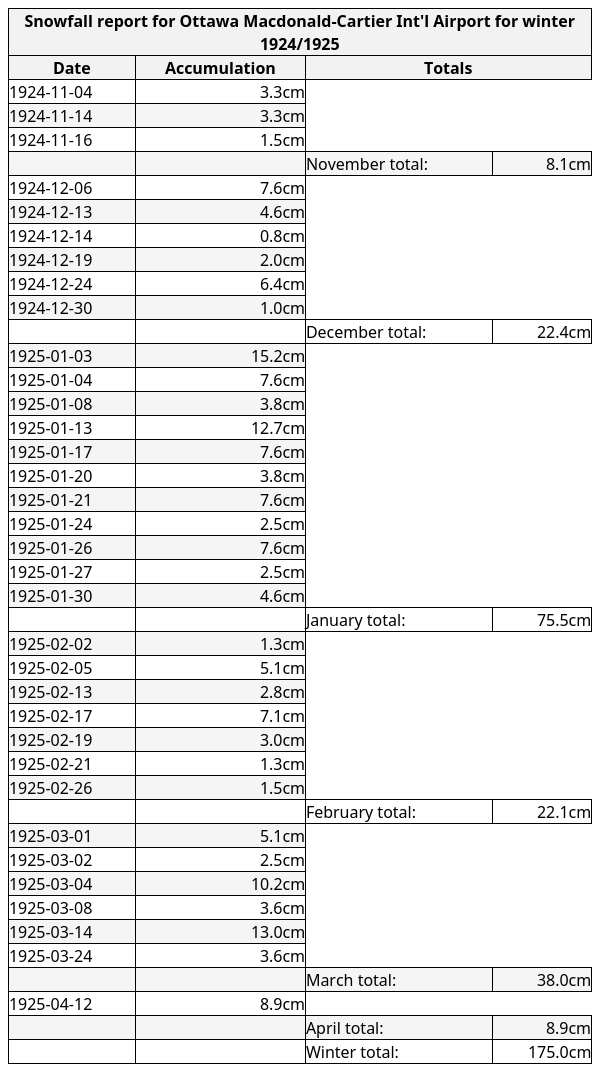 Snowfall report for Ottawa Macdonald-Cartier Int'l Airport for winter
1924/1925
Date Accumulation Totals
1924-11-04 3.3cm
1924-11-14 3.3cm
1924-11-16 1.5cm
November total: 8.1cm
1924-12-06 7.6cm
1924-12-13 4.6cm
1924-12-14 0.8cm
1924-12-19 2.0cm
1924-12-24 6.4cm
1924-12-30 1.0cm
December total: 22.4cm
1925-01-03 15.2cm
1925-01-04 7.6cm
1925-01-08 3.8cm
1925-01-13 12.7cm
1925-01-17 7.6cm
1925-01-20 3.8cm
1925-01-21 7.6cm
1925-01-24 2.5cm
1925-01-26 7.6cm
1925-01-27 2.5cm
1925-01-30 4.6cm
January total: 75.5cm
1925-02-02 1.3cm
1925-02-05 5.1cm
1925-02-13 2.8cm
1925-02-17 7.1cm
1925-02-19 3.0cm
1925-02-21 1.3cm
1925-02-26 1.5cm
February total: 22.1cm
1925-03-01 5.1cm
1925-03-02 2.5cm
1925-03-04 10.2cm
1925-03-08 3.6cm
1925-03-14 13.0cm
1925-03-24 3.6cm
March total: 38.0cm
1925-04-12 8.9cm
April total: 8.9cm
Winter total: 175.0cm